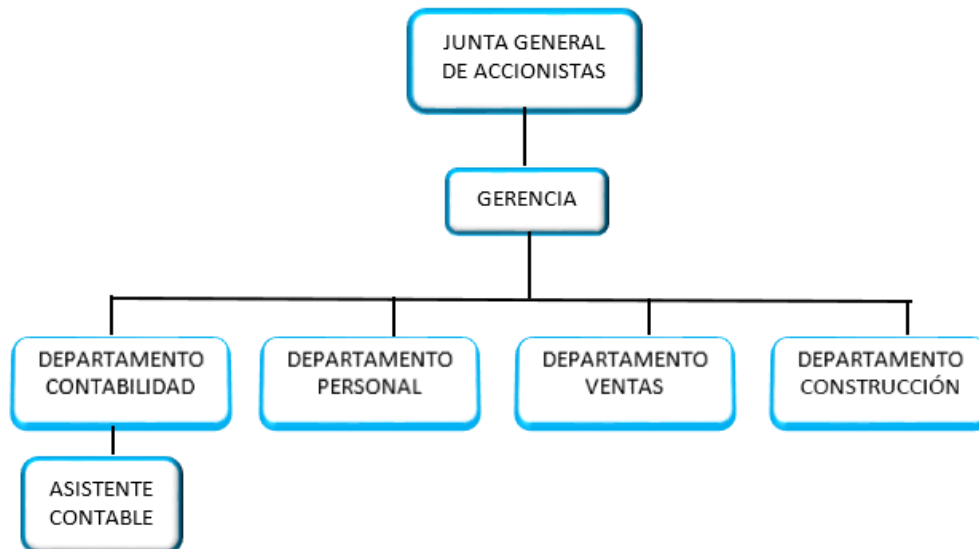 JUNTA GENERAL
DE ACCIONISTAS
GERENCIA
DEPARTAMENTO
CONTABILIDAD
DEPARTAMENTO
PERSONAL
DEPARTAMENTO
VENTAS
DEPARTAMENTO
CONSTRUCCIÓN
ASISTENTE
CONTABLE